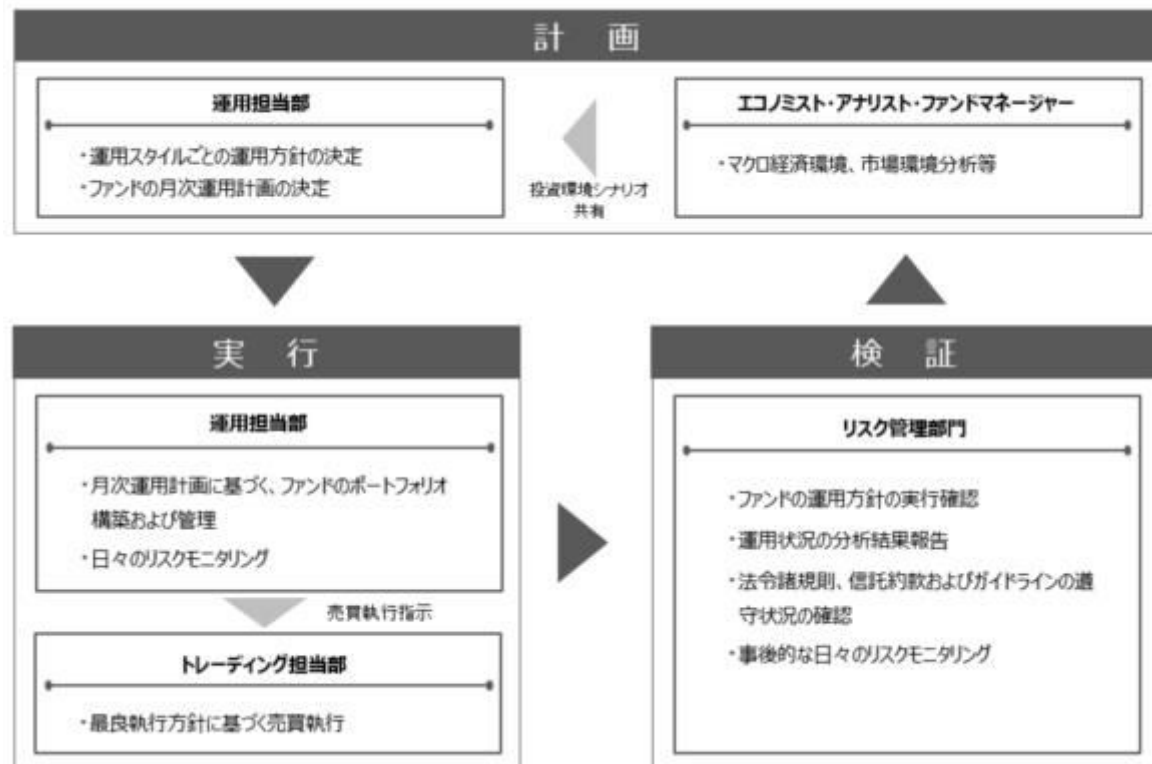 計 画
運用担当部
・運用スタイルごとの運用方針の決定
・ファンドの月次運用計画の決定
投資環境シナリオ
共有
エコノミスト・アナリスト・ファンドマネージャー
・マクロ経済環境、市場環境分析等
実 行
運用担当部
・月次運用計画に基づく、ファンドのポートフォリオ
構築および管理
・日々のリスクモニタリング
売買執行指示
トレーディング担当部
・最良執行方針に基づく売買執行
検 証
リスク管理部門
・ファンドの運用方針の実行確認
・運用状況の分析結果報告
・法令諸規則、信託約款およびガイドラインの遵
守状況の確認
・事後的な日々のリスクモニタリング